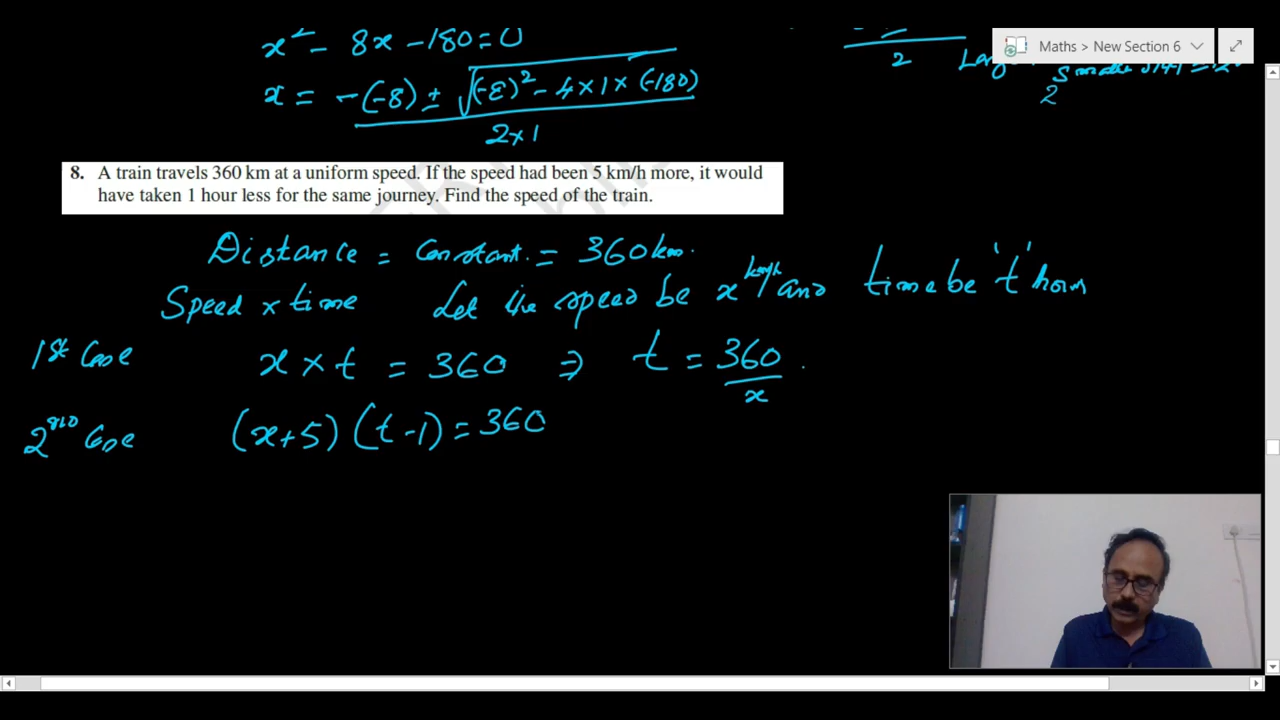 x² - 8x - 180 = 0
Maths > New Section 6
x = -(-8) ± √(-8)² - 4×1×(-180)
2×1
2
8. A train travels 360 km at a uniform speed. If the speed had been 5 km/h more, it would
have taken 1 hour less for the same journey. Find the speed of the train.
Distance = Constant. = 360 km.
Speed × time Let the speed be x km/h and time be 't' hour
1st Case x × t = 360 ⇒ t = 360/x .
2nd Case (x+5) (t-1) = 360